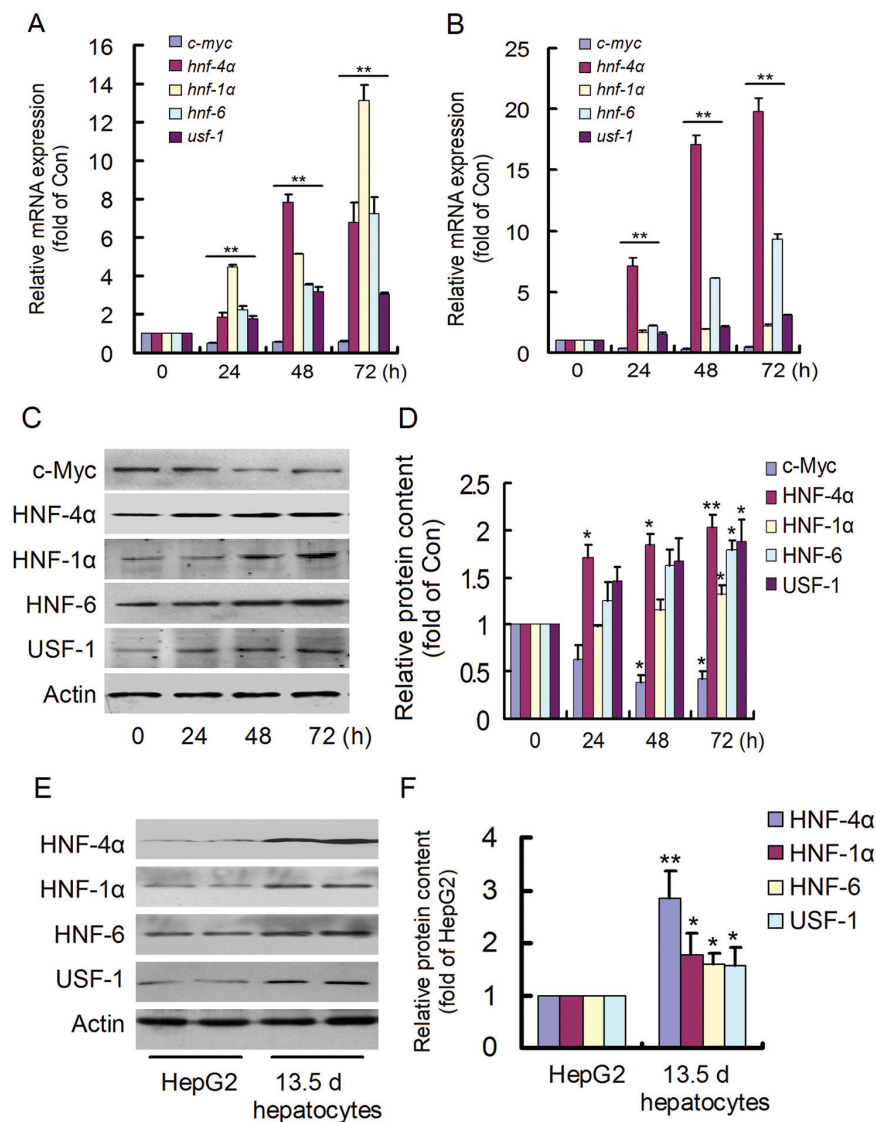 A
Relative mRNA expression
(fold of Con)
16
14
12
10
8
6
4
2
0
c-myc
hnf-4α
hnf-1α
hnf-6
usf-1
**
**
**
0 24 48 72 (h)
B
Relative mRNA expression
(fold of Con)
25
20
15
10
5
0
c-myc
hnf-4α
hnf-1α
hnf-6
usf-1
**
**
**
0 24 48 72 (h)
C
c-Myc
HNF-4α
HNF-1α
HNF-6
USF-1
Actin
0 24 48 72 (h)
D
Relative protein content
(fold of Con)
2.5
2
1.5
1
0.5
0
c-Myc
HNF-4α
HNF-1α
HNF-6
USF-1
* * * * ** * * *
0 24 48 72 (h)
E
HNF-4α
HNF-1α
HNF-6
USF-1
Actin
HepG2 13.5 d
hepatocytes
F
Relative protein content
(fold of HepG2)
4
3
2
1
0
HNF-4α
HNF-1α
HNF-6
USF-1
** * * *
HepG2 13.5 d
hepatocytes